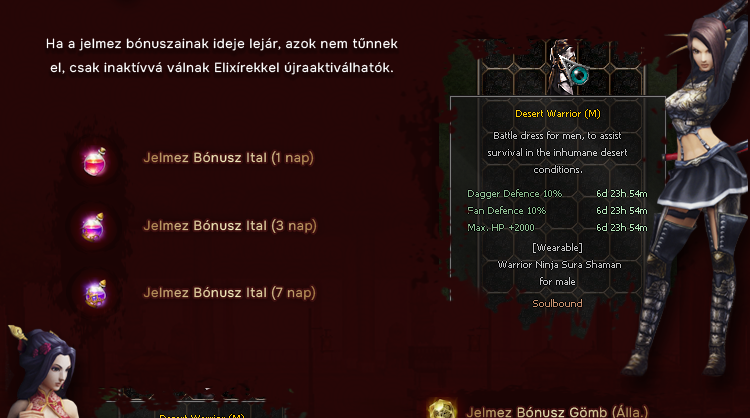 Ha a jelmez bónuszainak ideje lejár, azok nem tűnnek
el, csak inaktívvá válnak Elixírekkel újraaktiválhatók.
Jelmez Bónusz Ital (1 nap)
Jelmez Bónusz Ital (3 nap)
Jelmez Bónusz Ital (7 nap)
Desert Warrior (M)
Battle dress for men, to assist
survival in the inhumane desert
conditions.
Dagger Defence 10% 6d 23h 54m
Fan Defence 10% 6d 23h 54m
Max. HP +2000 6d 23h 54m
[Wearable]
Warrior Ninja Sura Shaman
for male
Soulbound
Desert Warrior (M)
Jelmez Bónusz Gömb (Álla.)